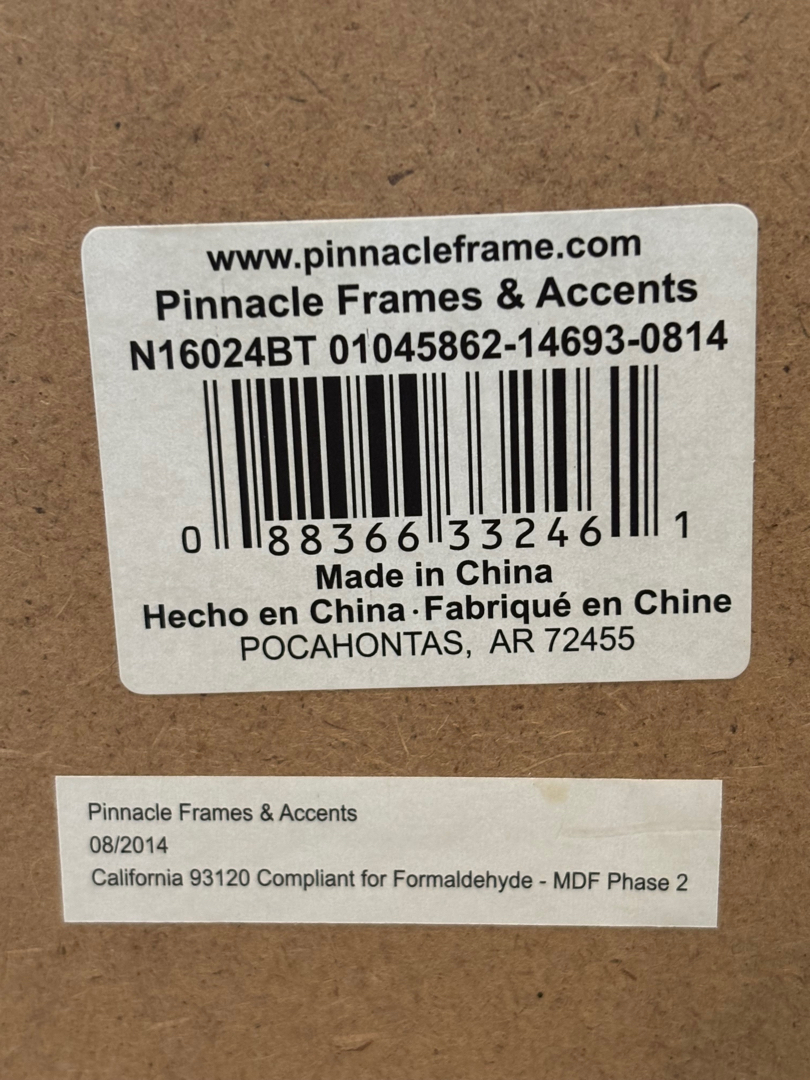 www.pinnacleframe.com
Pinnacle Frames & Accents
N16024BT 01045862-14693-0814
0 88366 33246 1
Made in China
Hecho en China · Fabriqué en Chine
POCAHONTAS, AR 72455
Pinnacle Frames & Accents
08/2014
California 93120 Compliant for Formaldehyde - MDF Phase 2